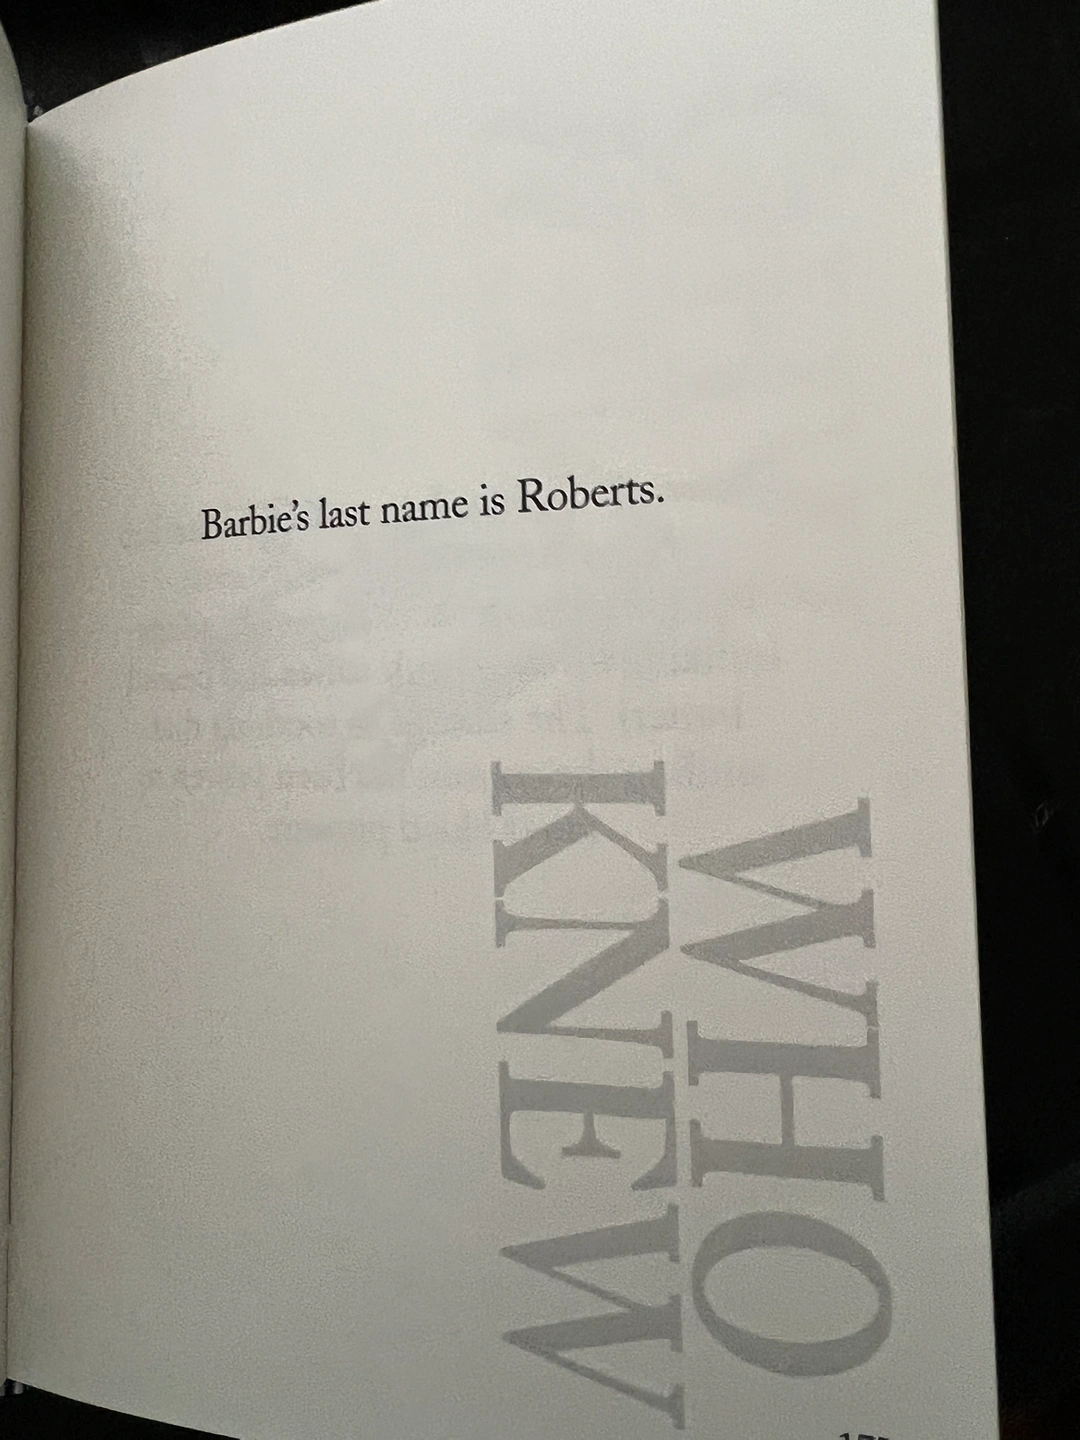 Barbie's last name is Roberts.
WHO
KNEW